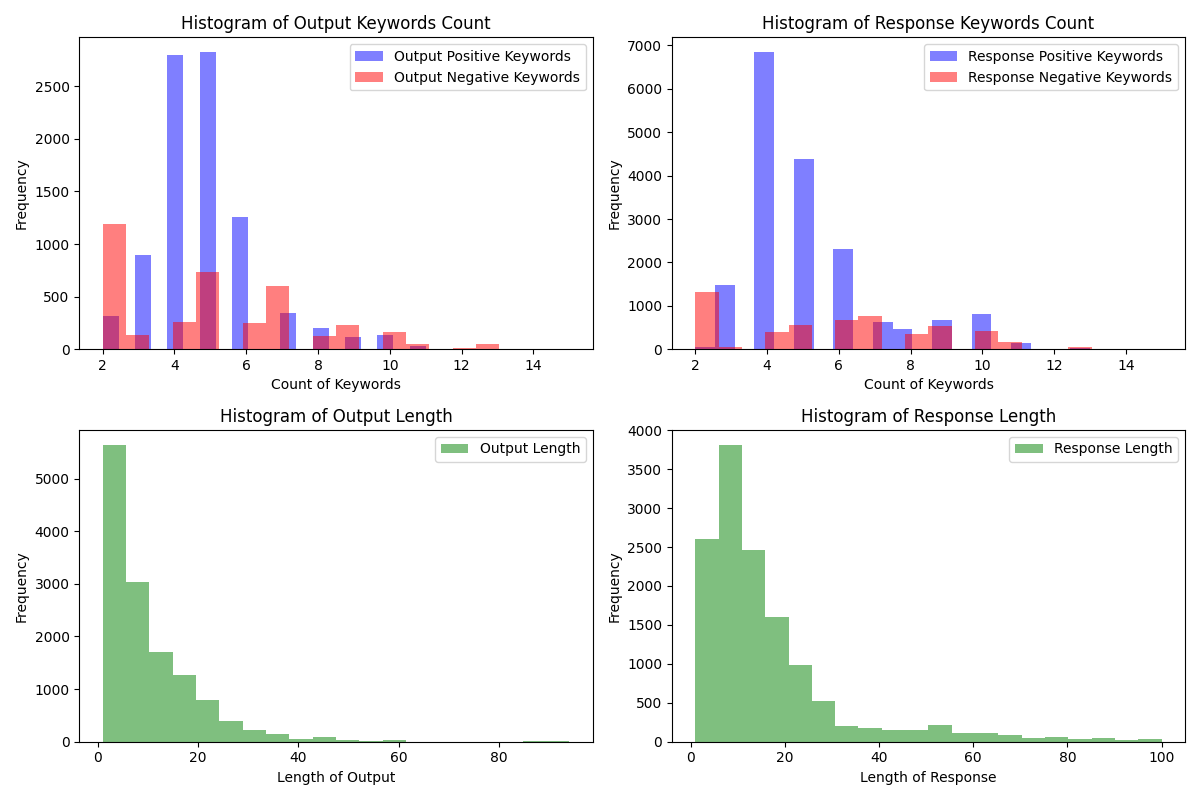 Histogram of Output Keywords Count
Output Positive Keywords
Output Negative Keywords
Frequency
2500
2000
1500
1000
500
0
2 4 6 8 10 12 14
Count of Keywords
Histogram of Response Keywords Count
Response Positive Keywords
Response Negative Keywords
Frequency
7000
6000
5000
4000
3000
2000
1000
0
2 4 6 8 10 12 14
Count of Keywords
Histogram of Output Length
Output Length
Frequency
5000
4000
3000
2000
1000
0
0 20 40 60 80
Length of Output
Histogram of Response Length
Response Length
Frequency
4000
3500
3000
2500
2000
1500
1000
500
0
0 20 40 60 80 100
Length of Response